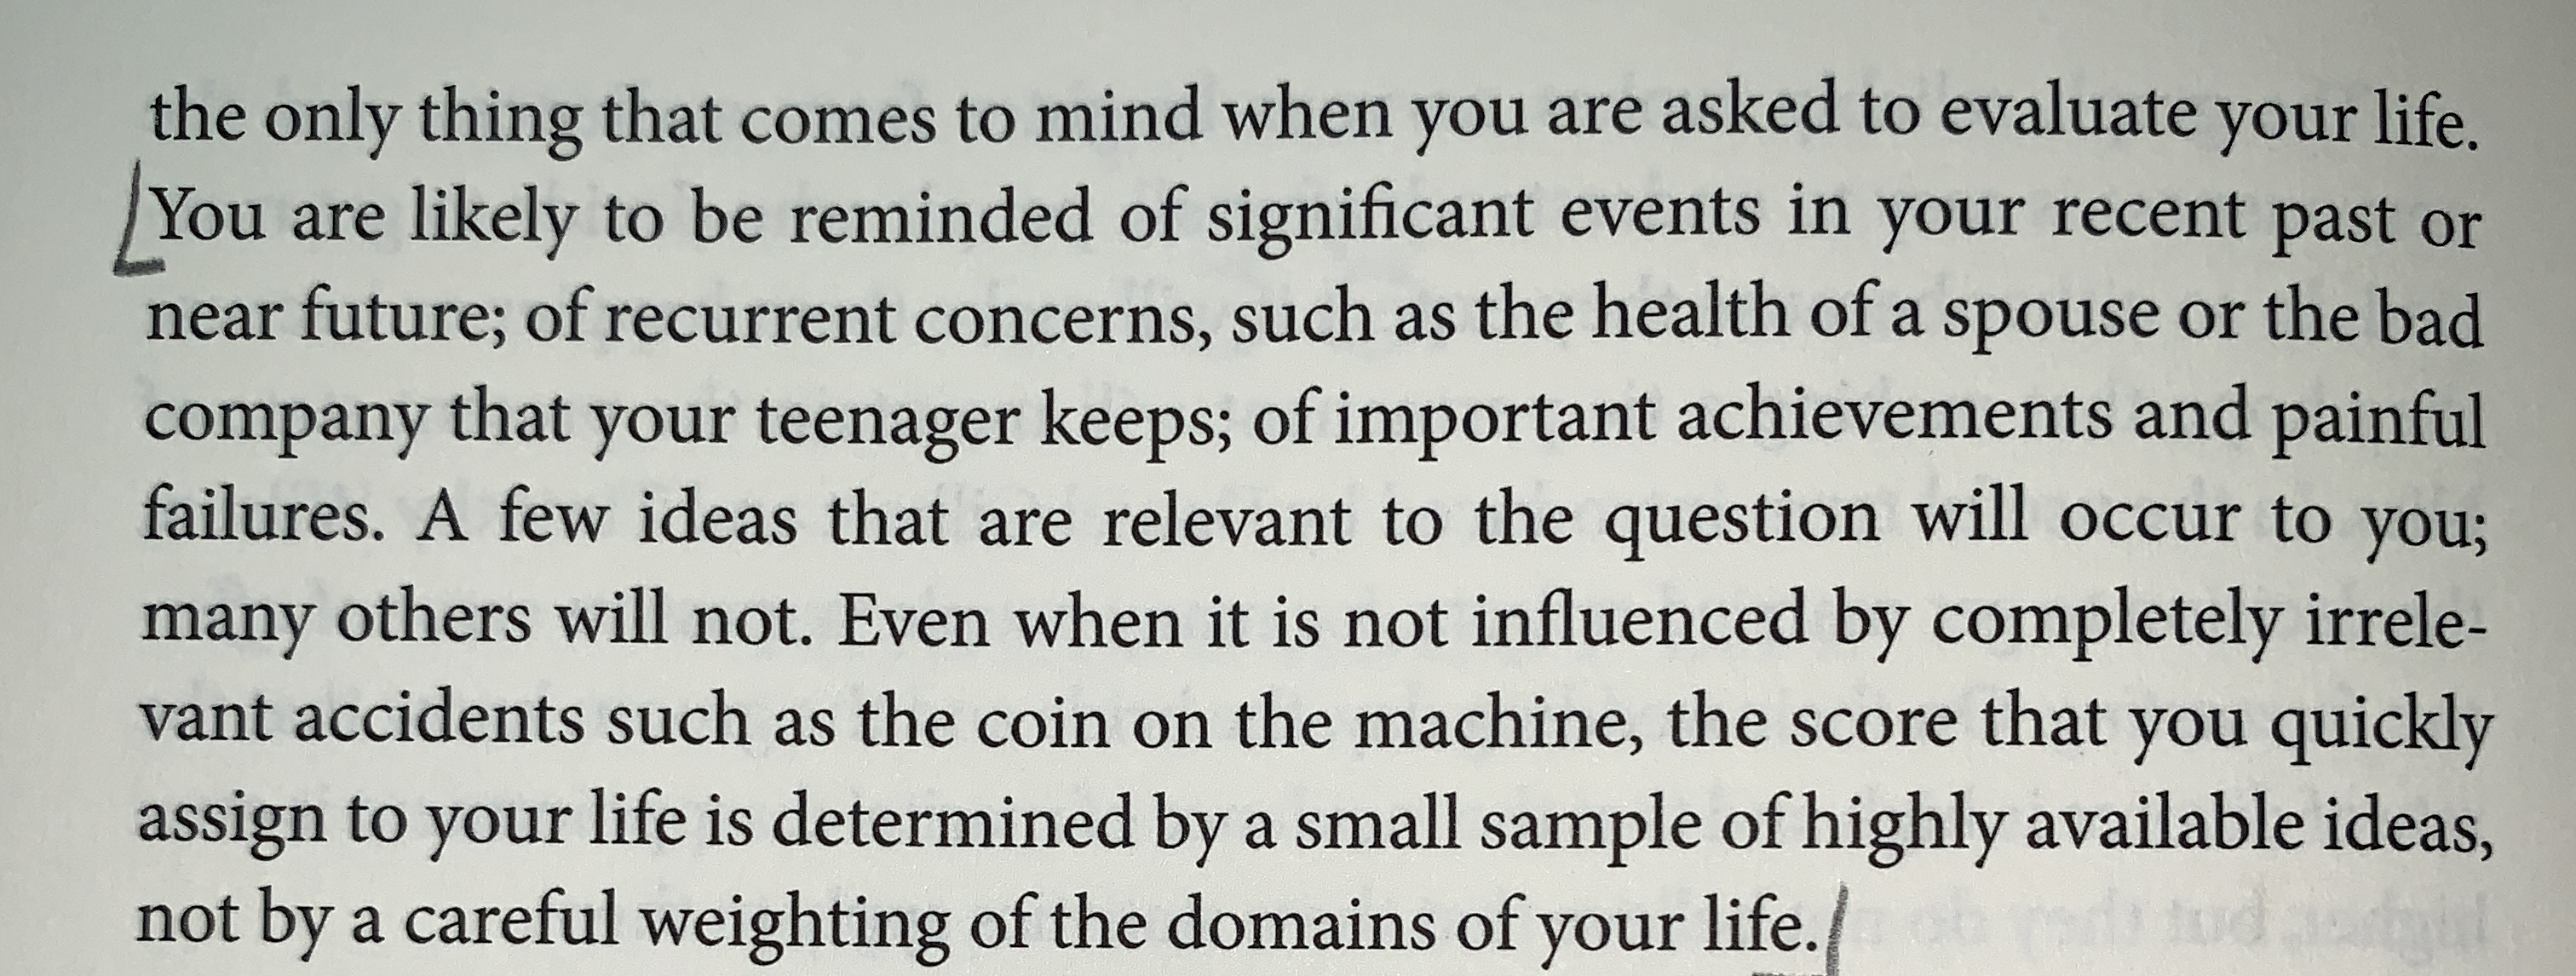 the only thing that comes to mind when you are asked to evaluate your life.
You are likely to be reminded of significant events in your recent past or
near future; of recurrent concerns, such as the health of a spouse or the bad
company that your teenager keeps; of important achievements and painful
failures. A few ideas that are relevant to the question will occur to you;
many others will not. Even when it is not influenced by completely irrele-
vant accidents such as the coin on the machine, the score that you quickly
assign to your life is determined by a small sample of highly available ideas,
not by a careful weighting of the domains of your life.